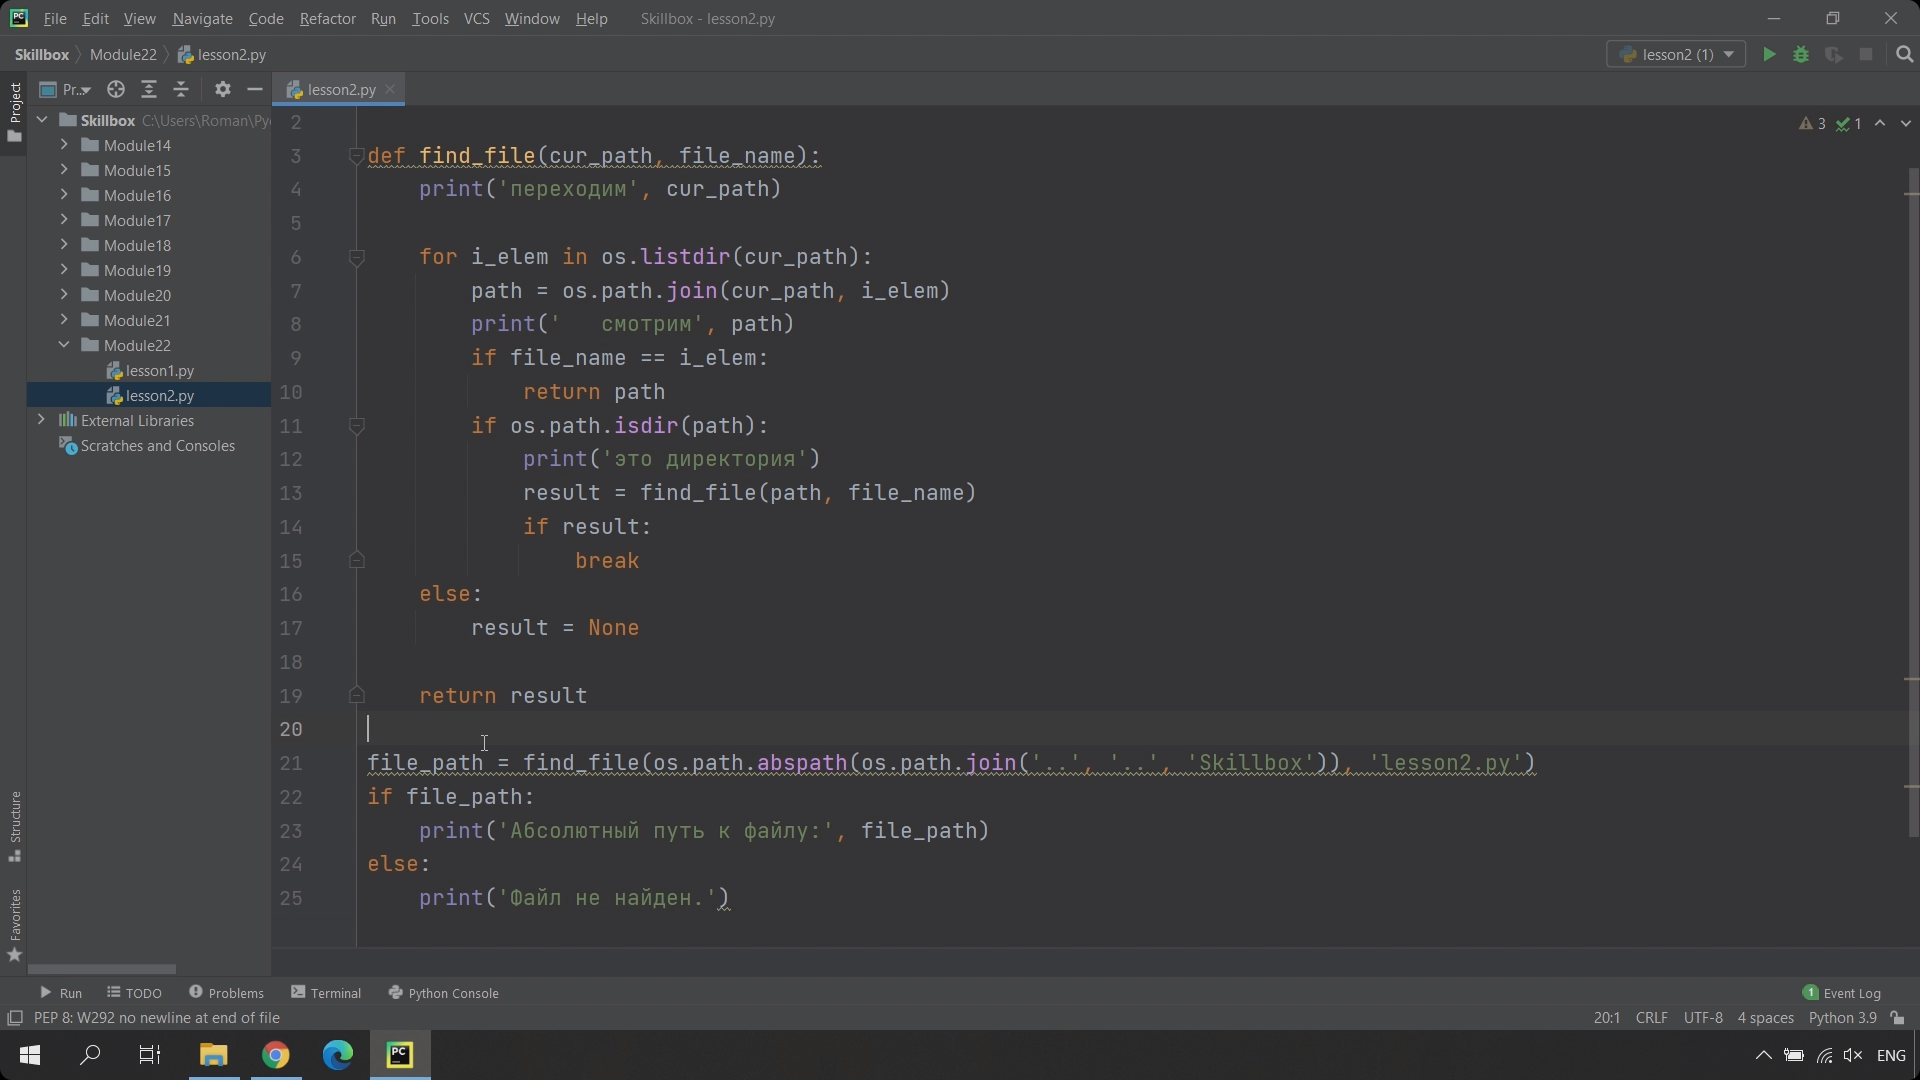 File Edit View Navigate Code Refactor Run Tools VCS Window Help Skillbox - lesson2.py
Skillbox Module22 lesson2.py lesson2 (1)
Project
Pr... lesson2.py
Skillbox C:\Users\Roman\Py
Module14
Module15
Module16
Module17
Module18
Module19
Module20
Module21
Module22
lesson1.py
lesson2.py
External Libraries
Scratches and Consoles
3 1
2
3 def find_file(cur_path, file_name):
4 print('переходим', cur_path)
5
6 for i_elem in os.listdir(cur_path):
7 path = os.path.join(cur_path, i_elem)
8 print('   смотрим', path)
9 if file_name == i_elem:
10 return path
11 if os.path.isdir(path):
12 print('это директория')
13 result = find_file(path, file_name)
14 if result:
15 break
16 else:
17 result = None
18
19 return result
20
21 file_path = find_file(os.path.abspath(os.path.join('..', '..', 'Skillbox')), 'lesson2.py')
22 if file_path:
23 print('Абсолютный путь к файлу:', file_path)
24 else:
25 print('Файл не найден.')
Structure
Favorites
Run TODO Problems Terminal Python Console 1 Event Log
PEP 8: W292 no newline at end of file 20:1 CRLF UTF-8 4 spaces Python 3.9
PC ENG